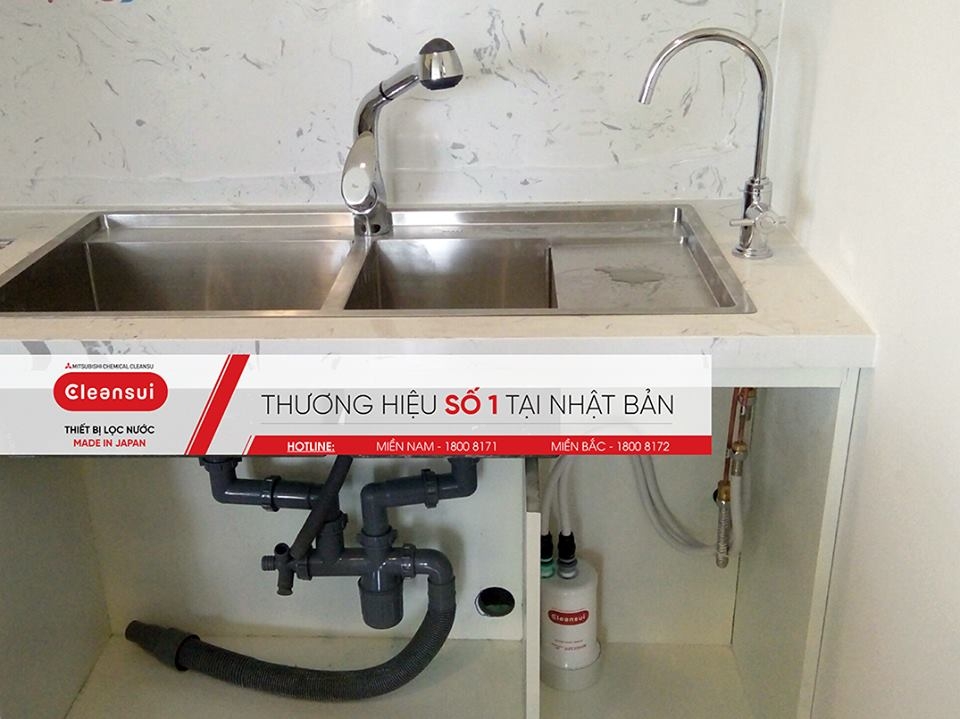 MITSUBISHI CHEMICAL CLEANSUI
Cleansui
THIẾT BỊ LỌC NƯỚC
MADE IN JAPAN
THƯƠNG HIỆU SỐ 1 TẠI NHẬT BẢN
HOTLINE: MIỀN NAM - 1800 8171 MIỀN BẮC - 1800 8172
Cleansui